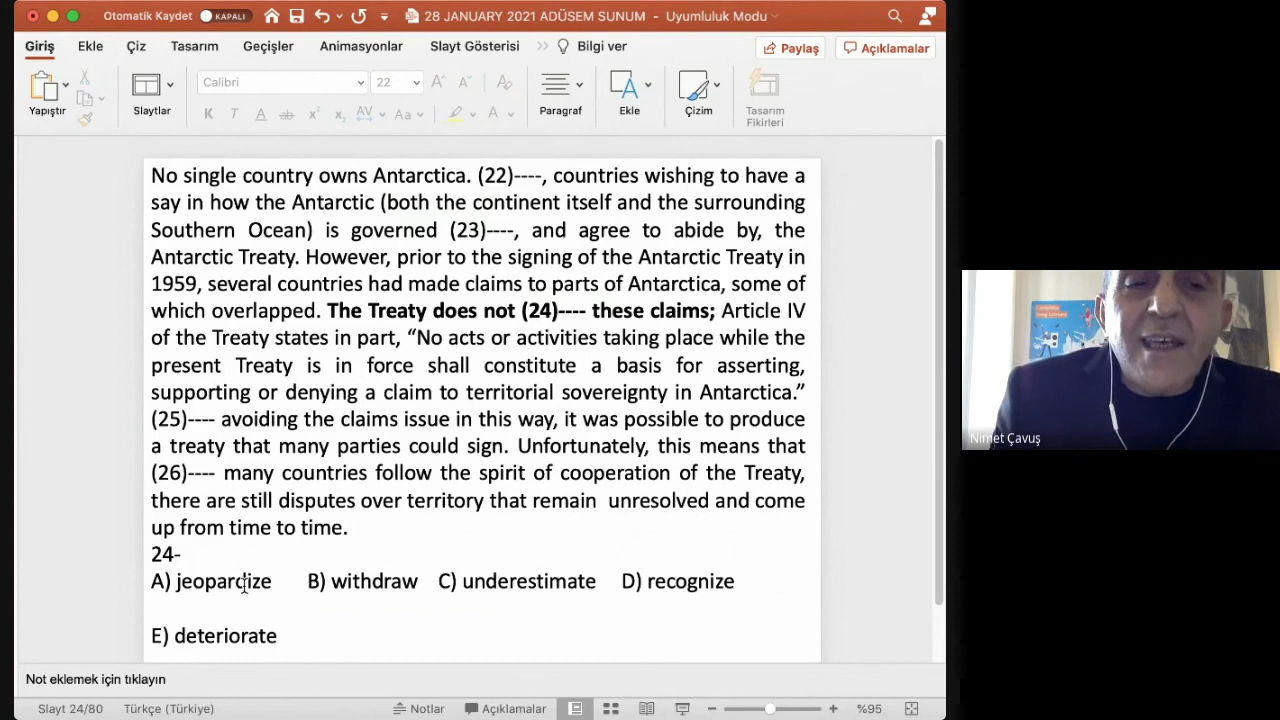 Otomatik Kaydet KAPALI 28 JANUARY 2021 ADÜSEM SUNUM - Uyumluluk Modu
Giriş Ekle Çiz Tasarım Geçişler Animasyonlar Slayt Gösterisi Bilgi ver Paylaş Açıklamalar
Calibri 22
Yapıştır Slaytlar K T A ab x² x₂ AV Aa A Paragraf Ekle Çizim Tasarım Fikirleri
No single country owns Antarctica. (22)----, countries wishing to have a
say in how the Antarctic (both the continent itself and the surrounding
Southern Ocean) is governed (23)----, and agree to abide by, the
Antarctic Treaty. However, prior to the signing of the Antarctic Treaty in
1959, several countries had made claims to parts of Antarctica, some of
which overlapped. The Treaty does not (24)---- these claims; Article IV
of the Treaty states in part, “No acts or activities taking place while the
present Treaty is in force shall constitute a basis for asserting,
supporting or denying a claim to territorial sovereignty in Antarctica.”
(25)---- avoiding the claims issue in this way, it was possible to produce
a treaty that many parties could sign. Unfortunately, this means that
(26)---- many countries follow the spirit of cooperation of the Treaty,
there are still disputes over territory that remain unresolved and come
up from time to time.
24-
A) jeopardize B) withdraw C) underestimate D) recognize
E) deteriorate
Nimet Çavuş
Not eklemek için tıklayın
Slayt 24/80 Türkçe (Türkiye) Notlar Açıklamalar %95